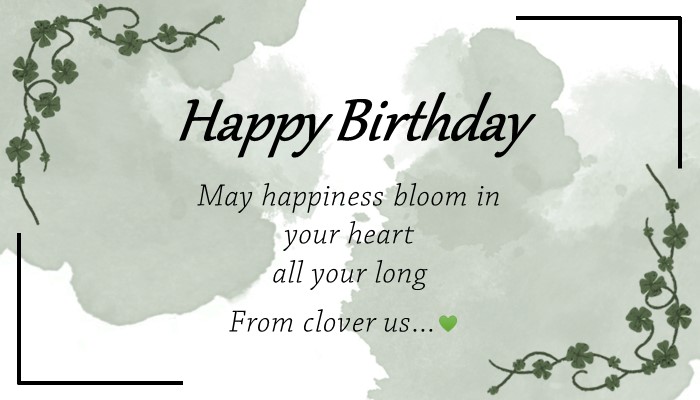 Happy Birthday
May happiness bloom in
your heart
all your long
From clover us...💚